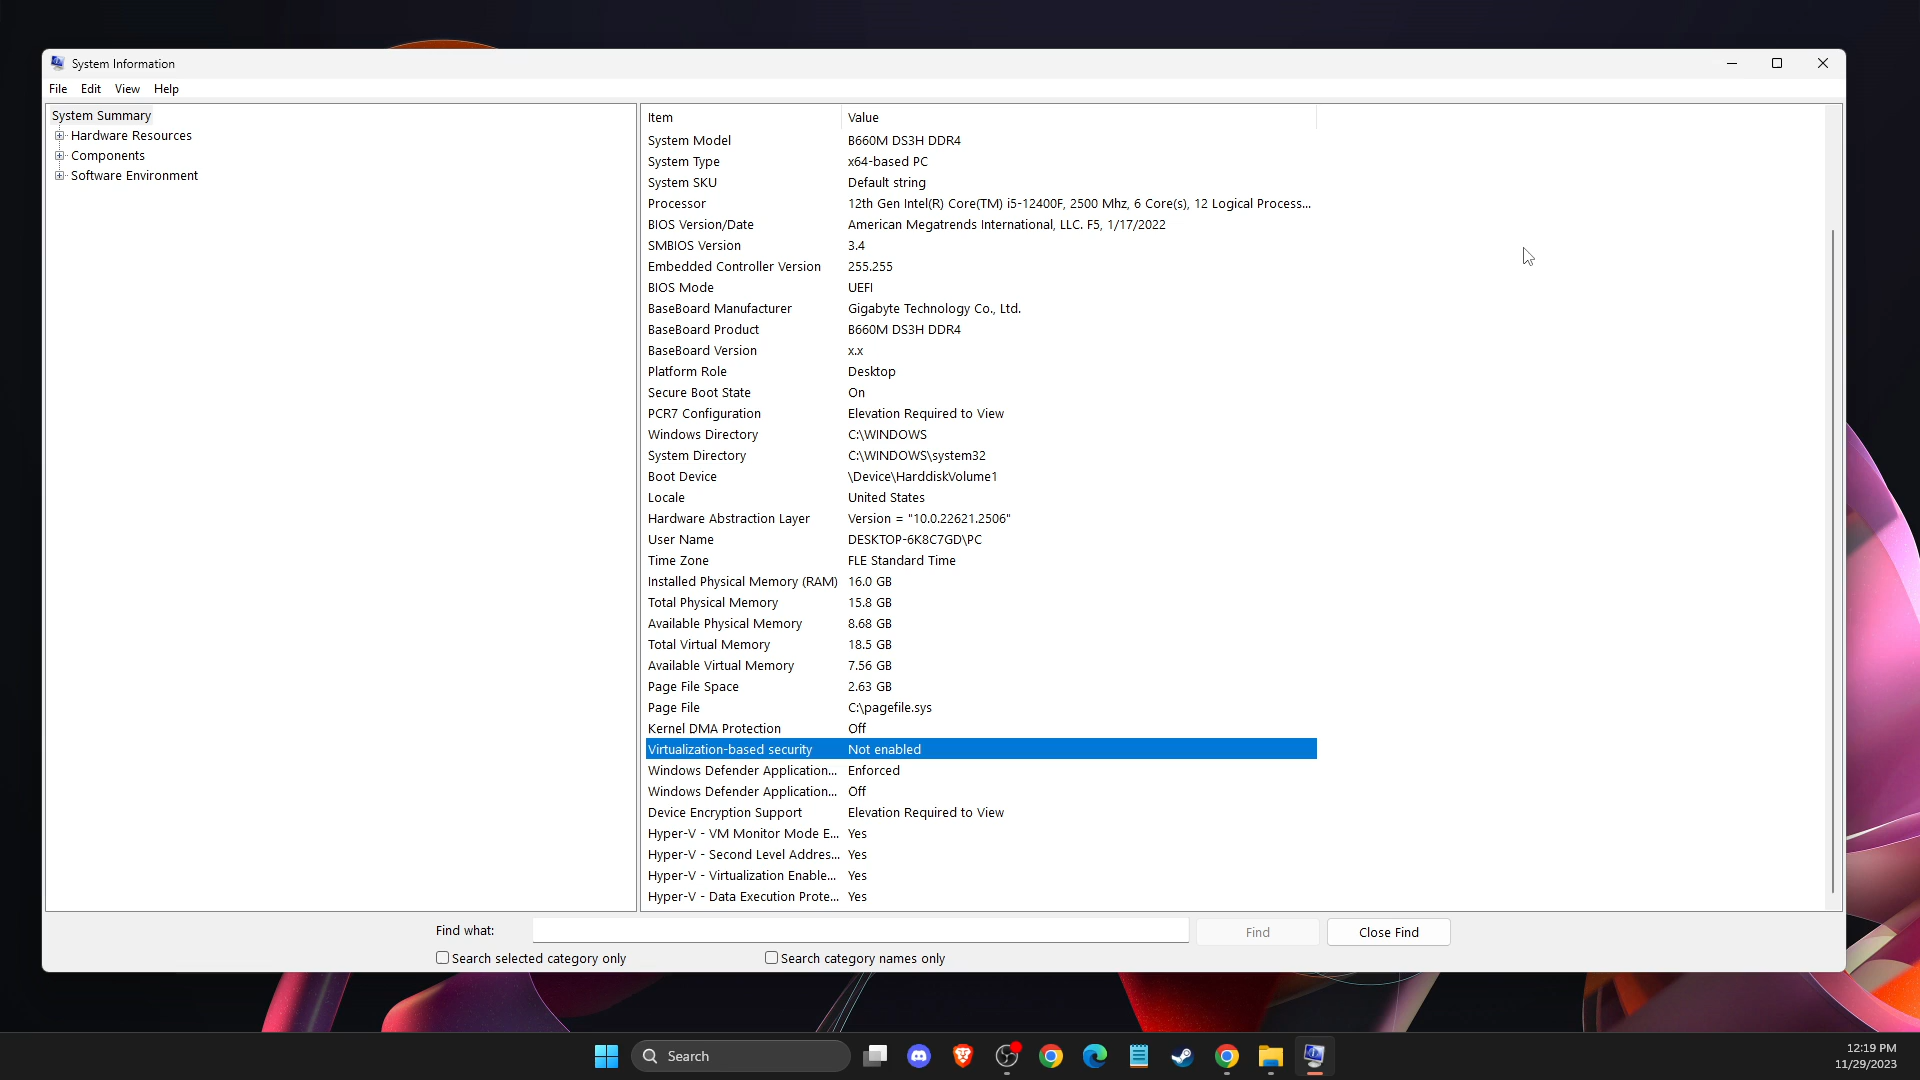 System Information
File Edit View Help
System Summary
Hardware Resources
Components
Software Environment
Item Value
System Model B660M DS3H DDR4
System Type x64-based PC
System SKU Default string
Processor 12th Gen Intel(R) Core(TM) i5-12400F, 2500 Mhz, 6 Core(s), 12 Logical Process...
BIOS Version/Date American Megatrends International, LLC. F5, 1/17/2022
SMBIOS Version 3.4
Embedded Controller Version 255.255
BIOS Mode UEFI
BaseBoard Manufacturer Gigabyte Technology Co., Ltd.
BaseBoard Product B660M DS3H DDR4
BaseBoard Version x.x
Platform Role Desktop
Secure Boot State On
PCR7 Configuration Elevation Required to View
Windows Directory C:\WINDOWS
System Directory C:\WINDOWS\system32
Boot Device \Device\HarddiskVolume1
Locale United States
Hardware Abstraction Layer Version = "10.0.22621.2506"
User Name DESKTOP-6K8C7GD\PC
Time Zone FLE Standard Time
Installed Physical Memory (RAM) 16.0 GB
Total Physical Memory 15.8 GB
Available Physical Memory 8.68 GB
Total Virtual Memory 18.5 GB
Available Virtual Memory 7.56 GB
Page File Space 2.63 GB
Page File C:\pagefile.sys
Kernel DMA Protection Off
Virtualization-based security Not enabled
Windows Defender Application... Enforced
Windows Defender Application... Off
Device Encryption Support Elevation Required to View
Hyper-V - VM Monitor Mode E... Yes
Hyper-V - Second Level Addres... Yes
Hyper-V - Virtualization Enable... Yes
Hyper-V - Data Execution Prote... Yes
Find what: Find Close Find
Search selected category only Search category names only
Search
12:19 PM
11/29/2023